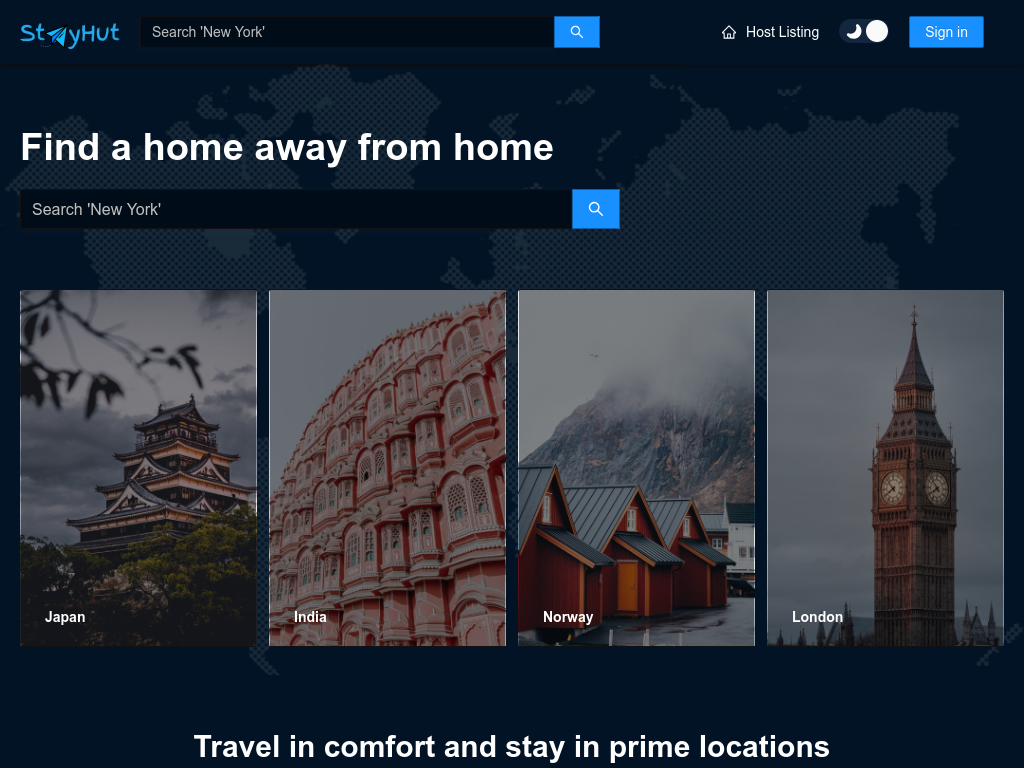 StayHut
Search 'New York'
Host Listing
Sign in
Find a home away from home
Search 'New York'
Japan
India
Norway
London
Travel in comfort and stay in prime locations